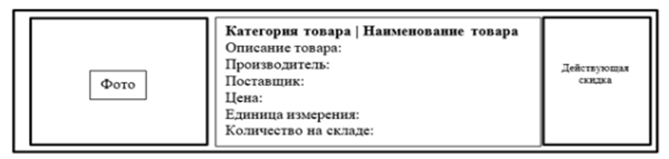 Фото
Категория товара | Наименование товара
Описание товара:
Производитель:
Поставщик:
Цена:
Единица измерения:
Количество на складе:
Действующая
скидка